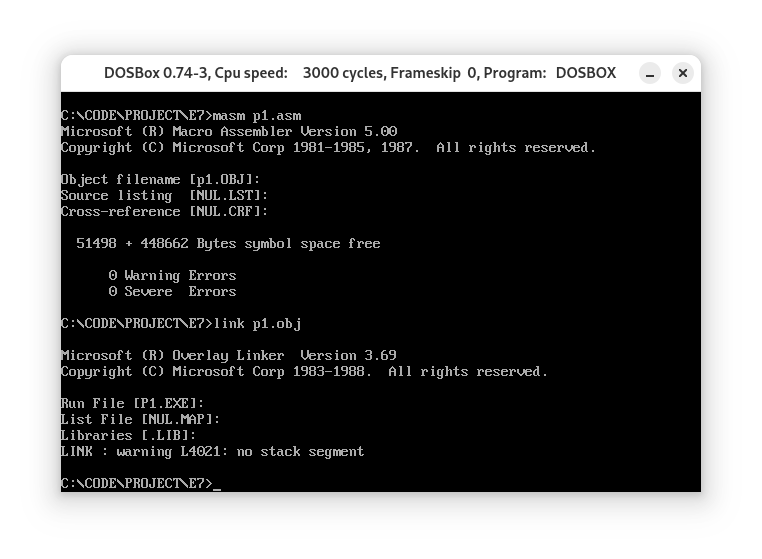 DOSBox 0.74-3, Cpu speed:    3000 cycles, Frameskip  0, Program:   DOSBOX
C:\CODE\PROJECT\E7>masm p1.asm
Microsoft (R) Macro Assembler Version 5.00
Copyright (C) Microsoft Corp 1981-1985, 1987.  All rights reserved.
Object filename [p1.OBJ]:
Source listing  [NUL.LST]:
Cross-reference [NUL.CRF]:
  51498 + 448662 Bytes symbol space free
      0 Warning Errors
      0 Severe  Errors
C:\CODE\PROJECT\E7>link p1.obj
Microsoft (R) Overlay Linker  Version 3.69
Copyright (C) Microsoft Corp 1983-1988.  All rights reserved.
Run File [P1.EXE]:
List File [NUL.MAP]:
Libraries [.LIB]:
LINK : warning L4021: no stack segment
C:\CODE\PROJECT\E7>_